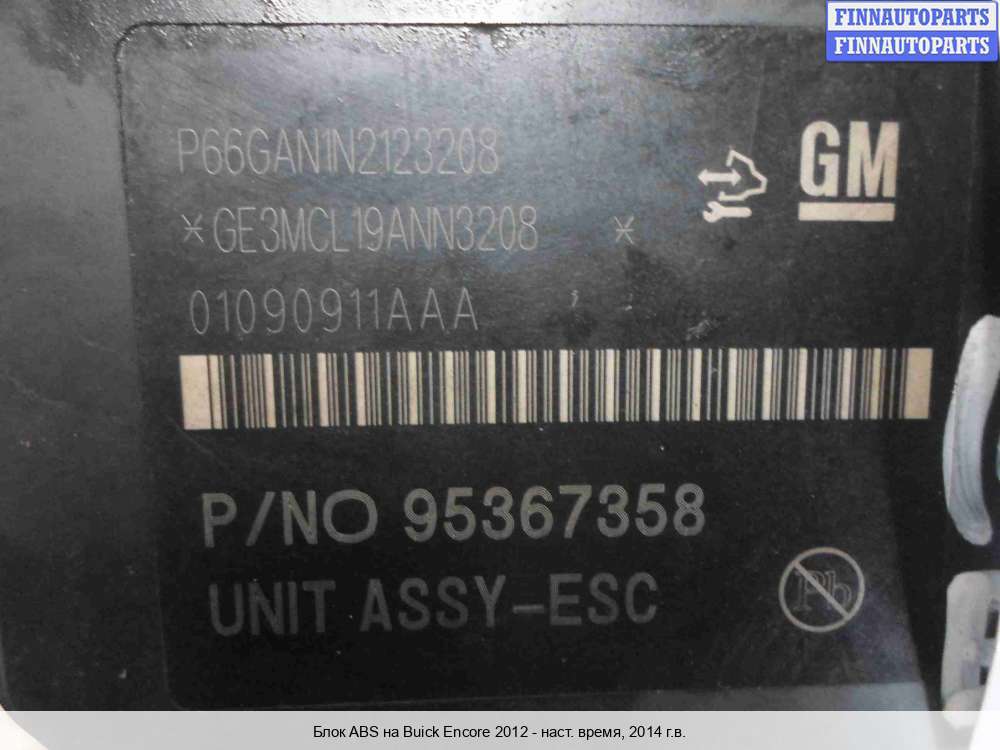 FINNAUTOPARTS
FINNAUTOPARTS
P66GAN1N2123208
GM
*GE3MCL19ANN3208 *
01090911AAA
P/NO 95367358
UNIT ASSY-ESC
Pb
Блок ABS на Buick Encore 2012 - наст. время, 2014 г.в.